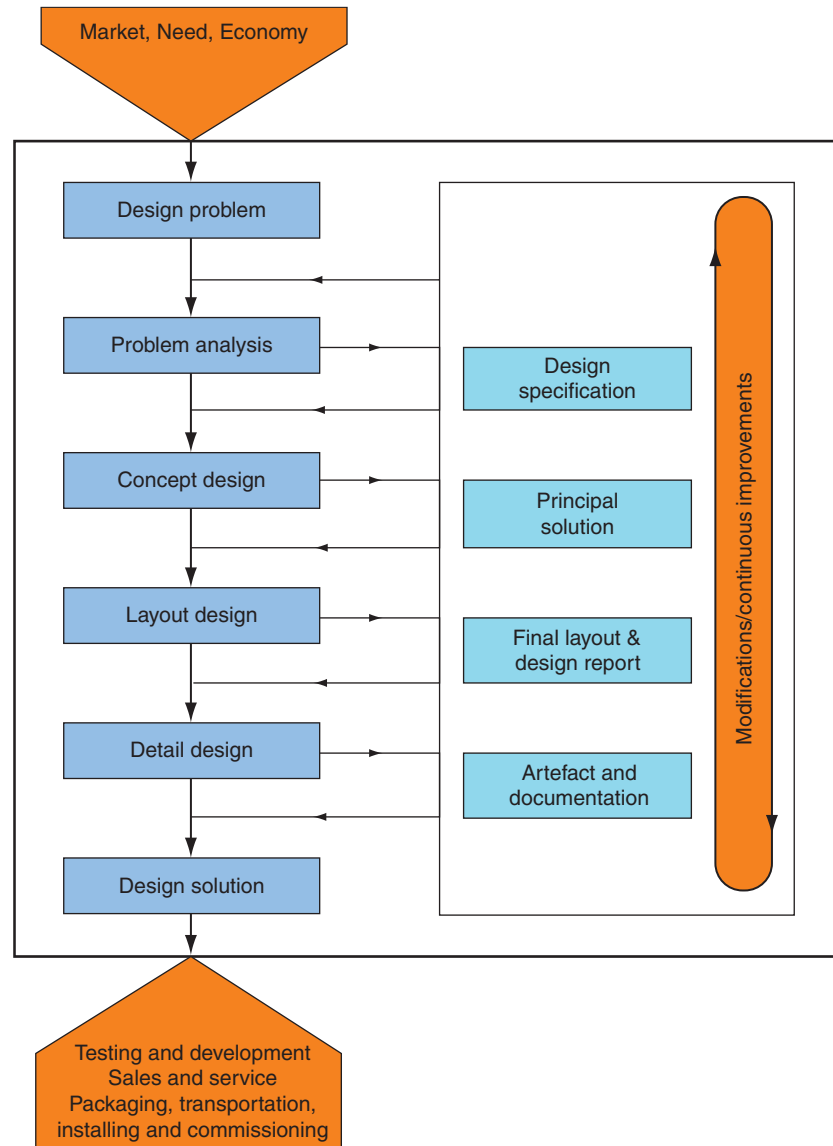 Market, Need, Economy
Design problem
Problem analysis
Design
specification
Concept design
Principal
solution
Layout design
Final layout &
design report
Detail design
Artefact and
documentation
Design solution
Modifications/continuous improvements
Testing and development
Sales and service
Packaging, transportation,
installing and commissioning